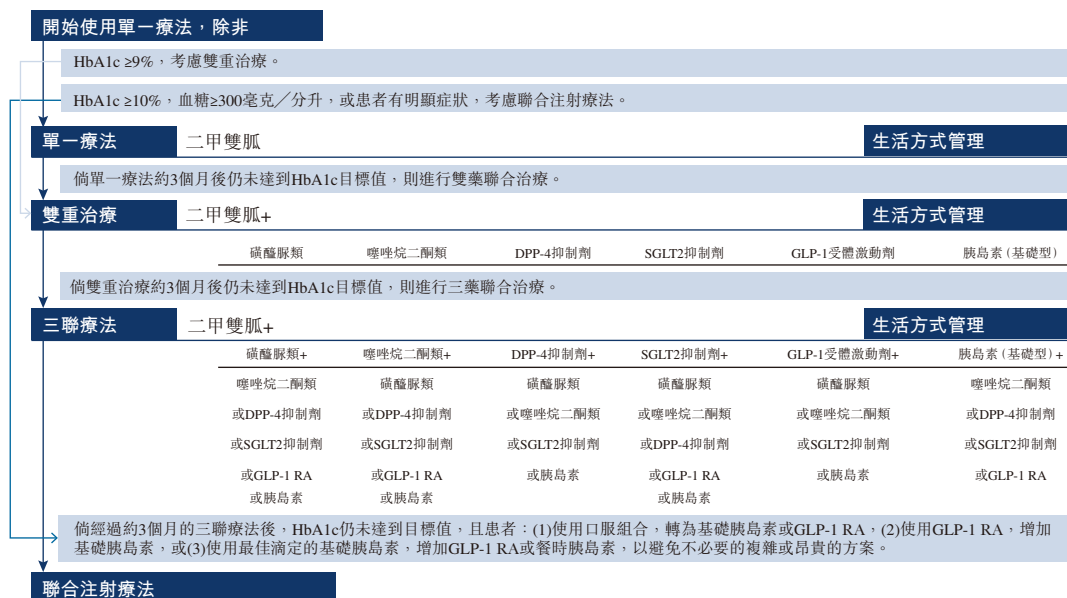 開始使用單一療法，除非
HbA1c ≥9%，考慮雙重治療。
HbA1c ≥10%，血糖≥300毫克／分升，或患者有明顯症狀，考慮聯合注射療法。
單一療法 二甲雙胍 生活方式管理
倘單一療法約3個月後仍未達到HbA1c目標值，則進行雙藥聯合治療。
雙重治療 二甲雙胍+ 生活方式管理
磺醯脲類 噻唑烷二酮類 DPP-4抑制劑 SGLT2抑制劑 GLP-1受體激動劑 胰島素（基礎型）
倘雙重治療約3個月後仍未達到HbA1c目標值，則進行三藥聯合治療。
三聯療法 二甲雙胍+ 生活方式管理
磺醯脲類+ 噻唑烷二酮類+ DPP-4抑制劑+ SGLT2抑制劑+ GLP-1受體激動劑+ 胰島素（基礎型）+
噻唑烷二酮類 磺醯脲類 磺醯脲類 磺醯脲類 磺醯脲類 噻唑烷二酮類
或DPP-4抑制劑 或DPP-4抑制劑 或噻唑烷二酮類 或噻唑烷二酮類 或噻唑烷二酮類 或DPP-4抑制劑
或SGLT2抑制劑 或SGLT2抑制劑 或SGLT2抑制劑 或DPP-4抑制劑 或SGLT2抑制劑 或SGLT2抑制劑
或GLP-1 RA 或GLP-1 RA 或胰島素 或GLP-1 RA 或胰島素 或GLP-1 RA
或胰島素 或胰島素 或胰島素
倘經過約3個月的三聯療法後，HbA1c仍未達到目標值，且患者：(1)使用口服組合，轉為基礎胰島素或GLP-1 RA，(2)使用GLP-1 RA，增加
基礎胰島素，或(3)使用最佳滴定的基礎胰島素，增加GLP-1 RA或餐時胰島素，以避免不必要的複雜或昂貴的方案。
聯合注射療法